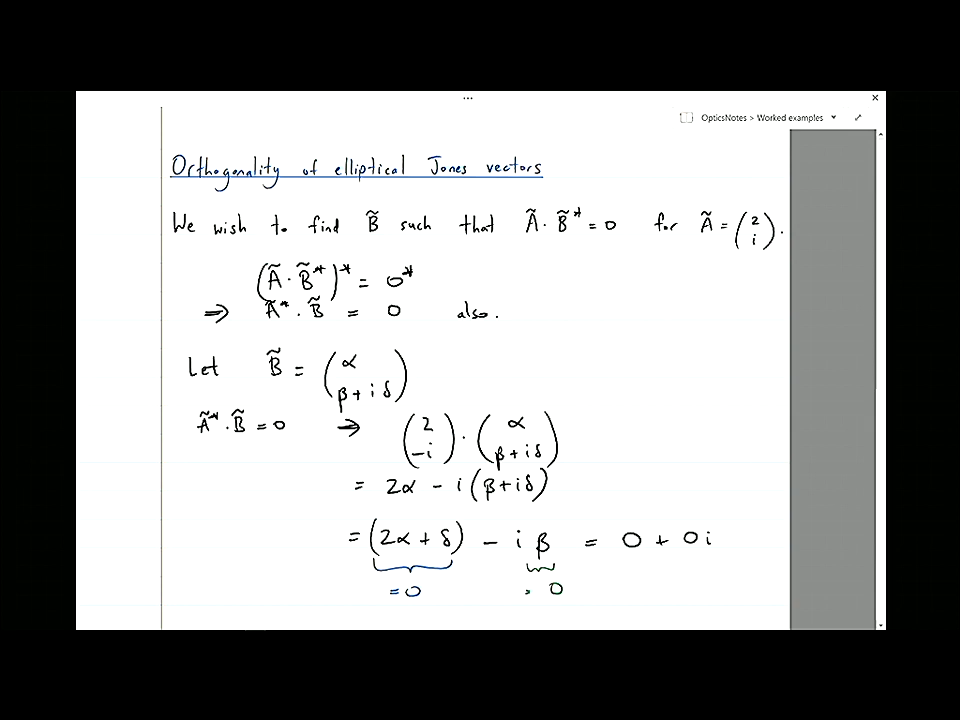 ...
OpticsNotes > Worked examples
Orthogonality of elliptical Jones vectors
We wish to find B̃ such that Ã · B̃* = 0 for Ã = (2 i).
(Ã · B̃*)* = 0*
⇒ Ã* · B̃ = 0 also.
Let B̃ = (α β + iδ)
Ã* · B̃ = 0 ⇒ (2 -i) · (α β + iδ)
= 2α - i(β + iδ)
= (2α + δ) - iβ = 0 + 0i
= 0 = 0